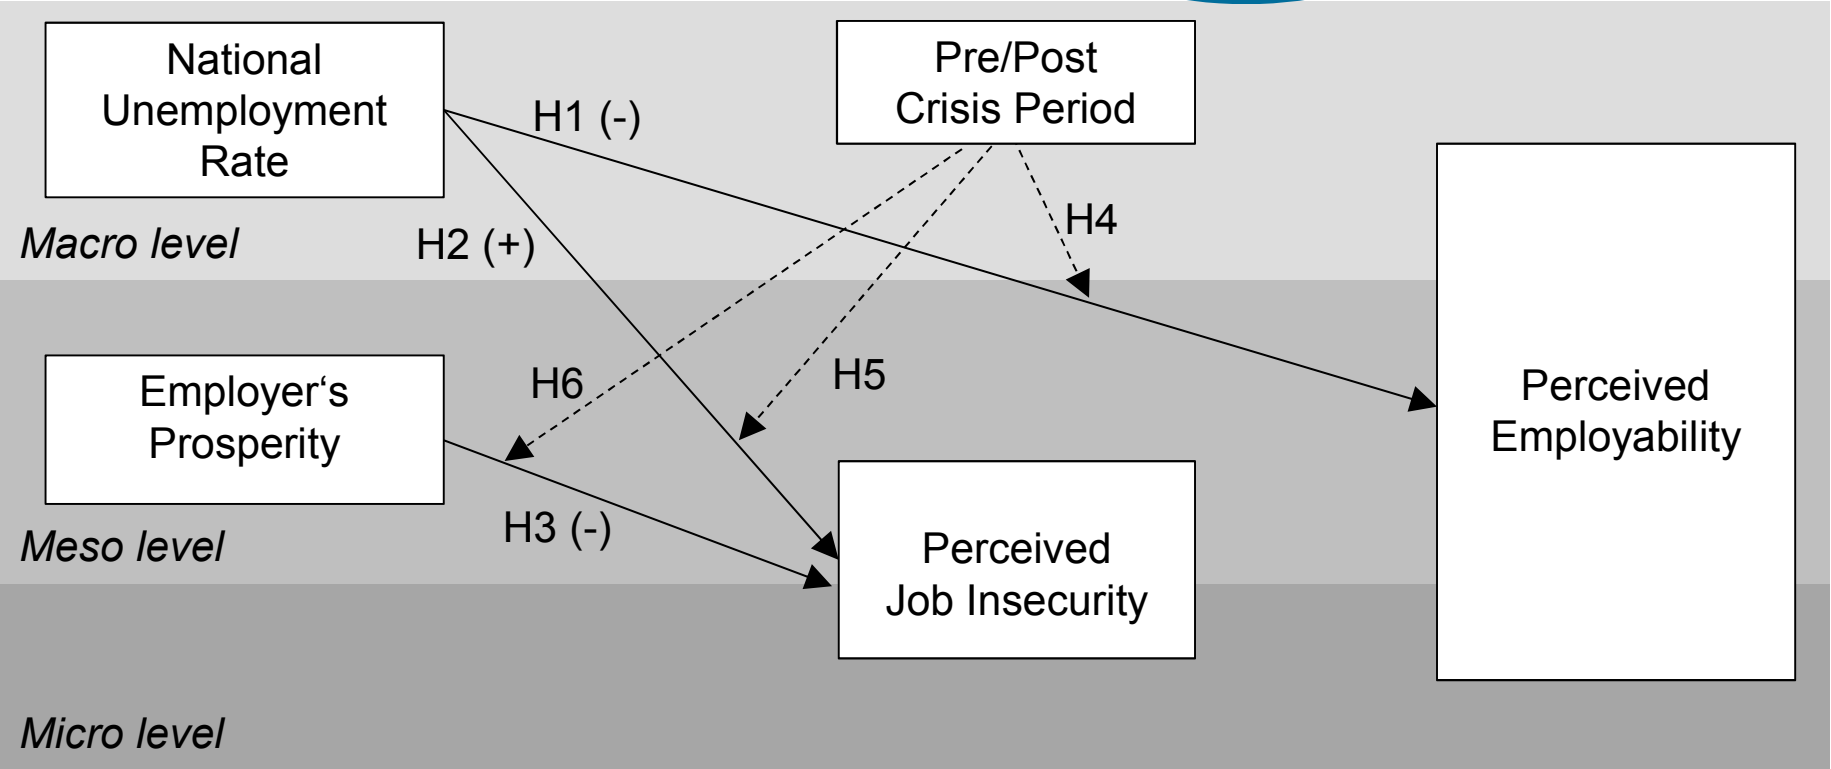 National
Unemployment
Rate
Pre/Post
Crisis Period
H1 (-)
H4
Macro level
H2 (+)
Employer‘s
Prosperity
H6
H5
Perceived
Employability
H3 (-)
Meso level
Perceived
Job Insecurity
Micro level